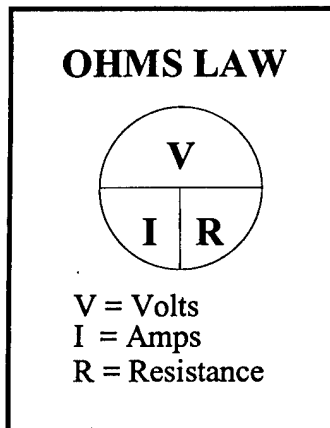 OHMS LAW
V
I R
V = Volts
I = Amps
R = Resistance